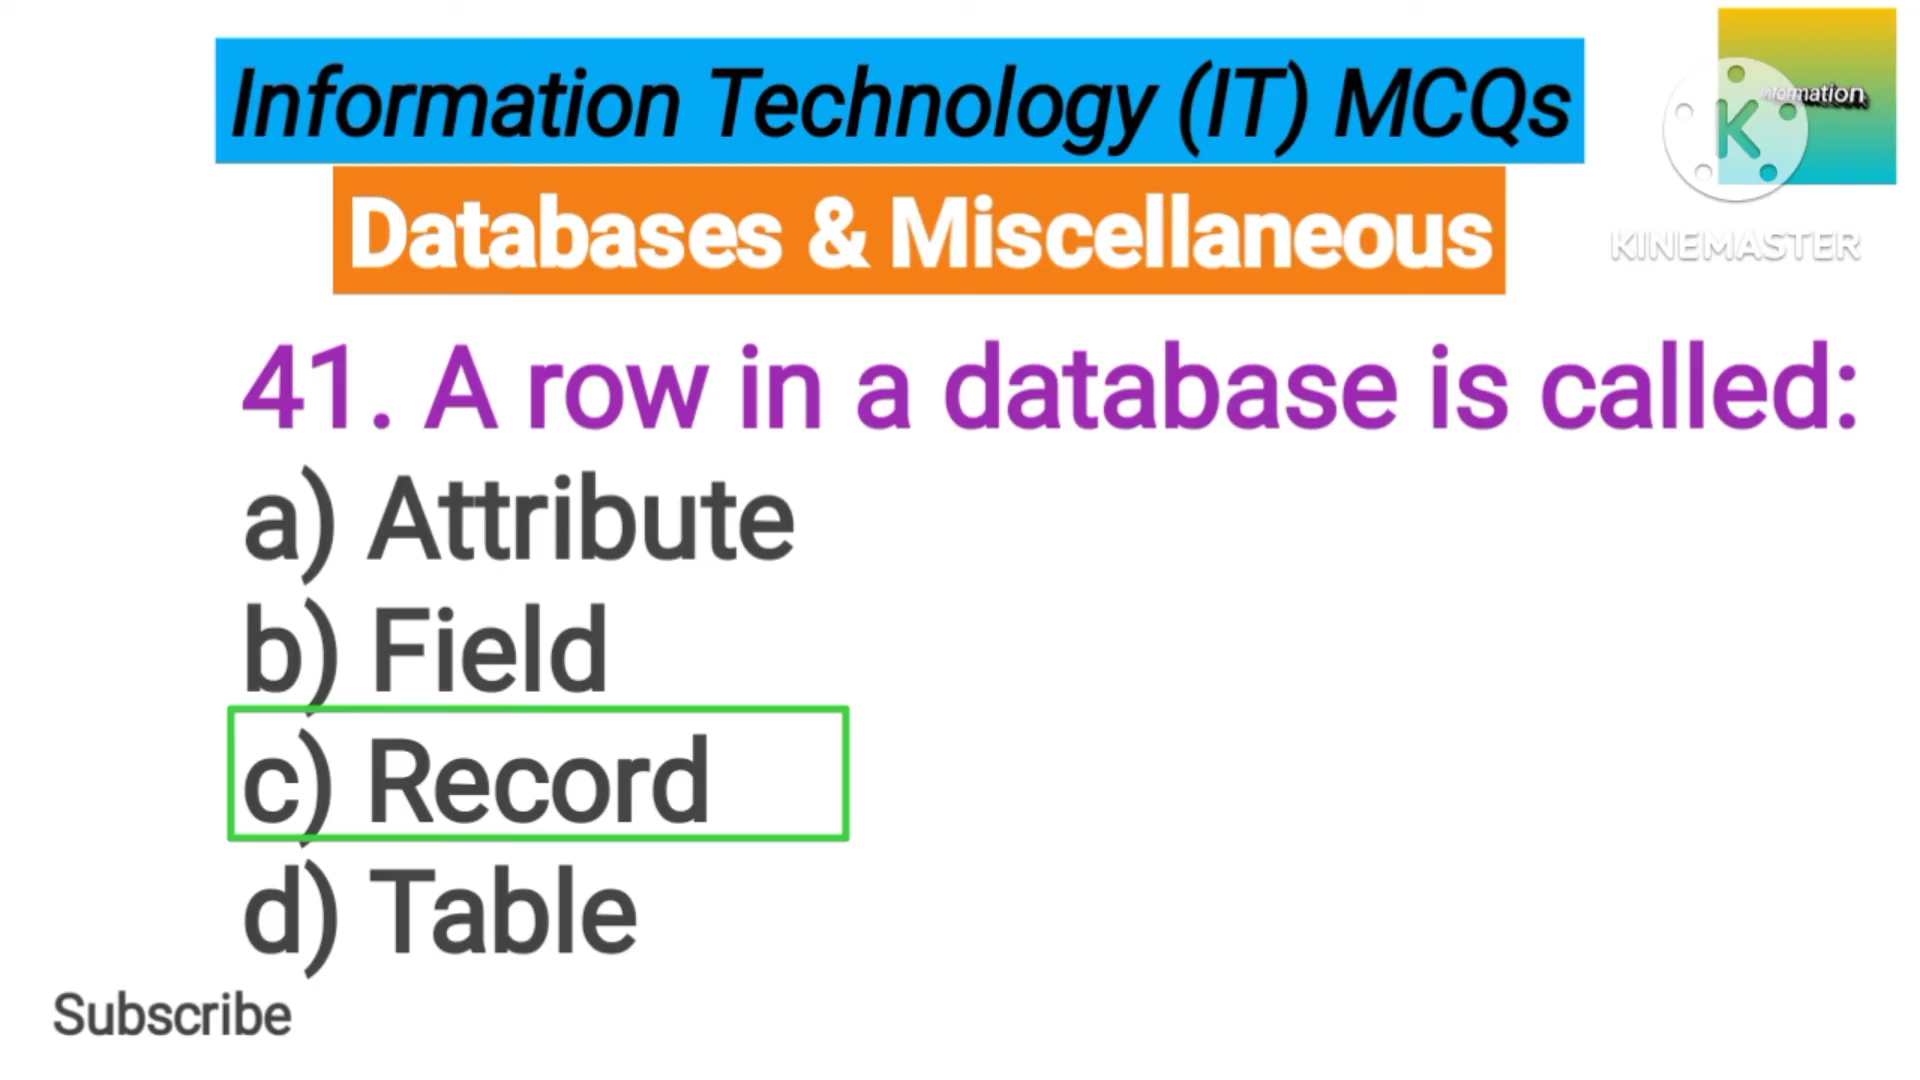 Information Technology (IT) MCQs
Databases & Miscellaneous
KINEMASTER
41. A row in a database is called:
a) Attribute
b) Field
c) Record
d) Table
Subscribe